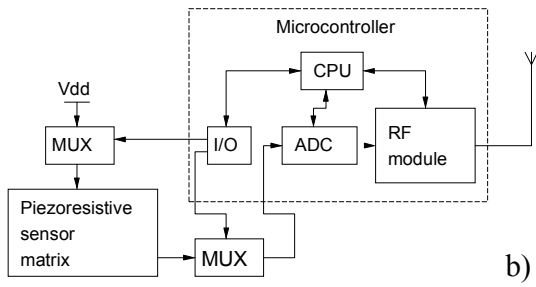 Microcontroller
CPU
Vdd
MUX
I/O
ADC
RF
module
Piezoresistive
sensor
matrix
MUX
b)